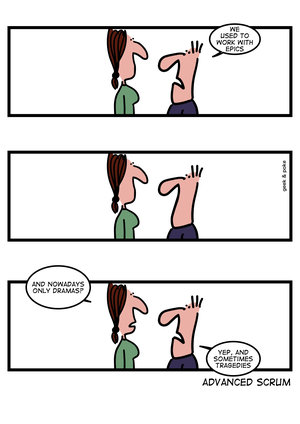 WE
USED TO
WORK WITH
EPICS
geek & poke
AND NOWADAYS
ONLY DRAMAS?
YEP, AND
SOMETIMES
TRAGEDIES
ADVANCED SCRUM